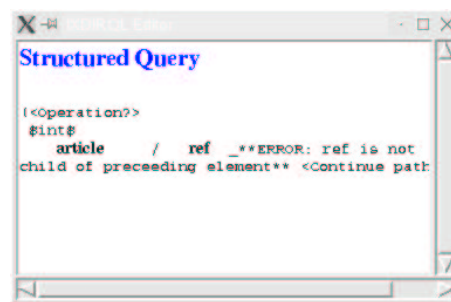 Structured Query
(<Operation?>
$int$
article / ref _**ERROR: ref is not
child of preceeding element** <Continue path